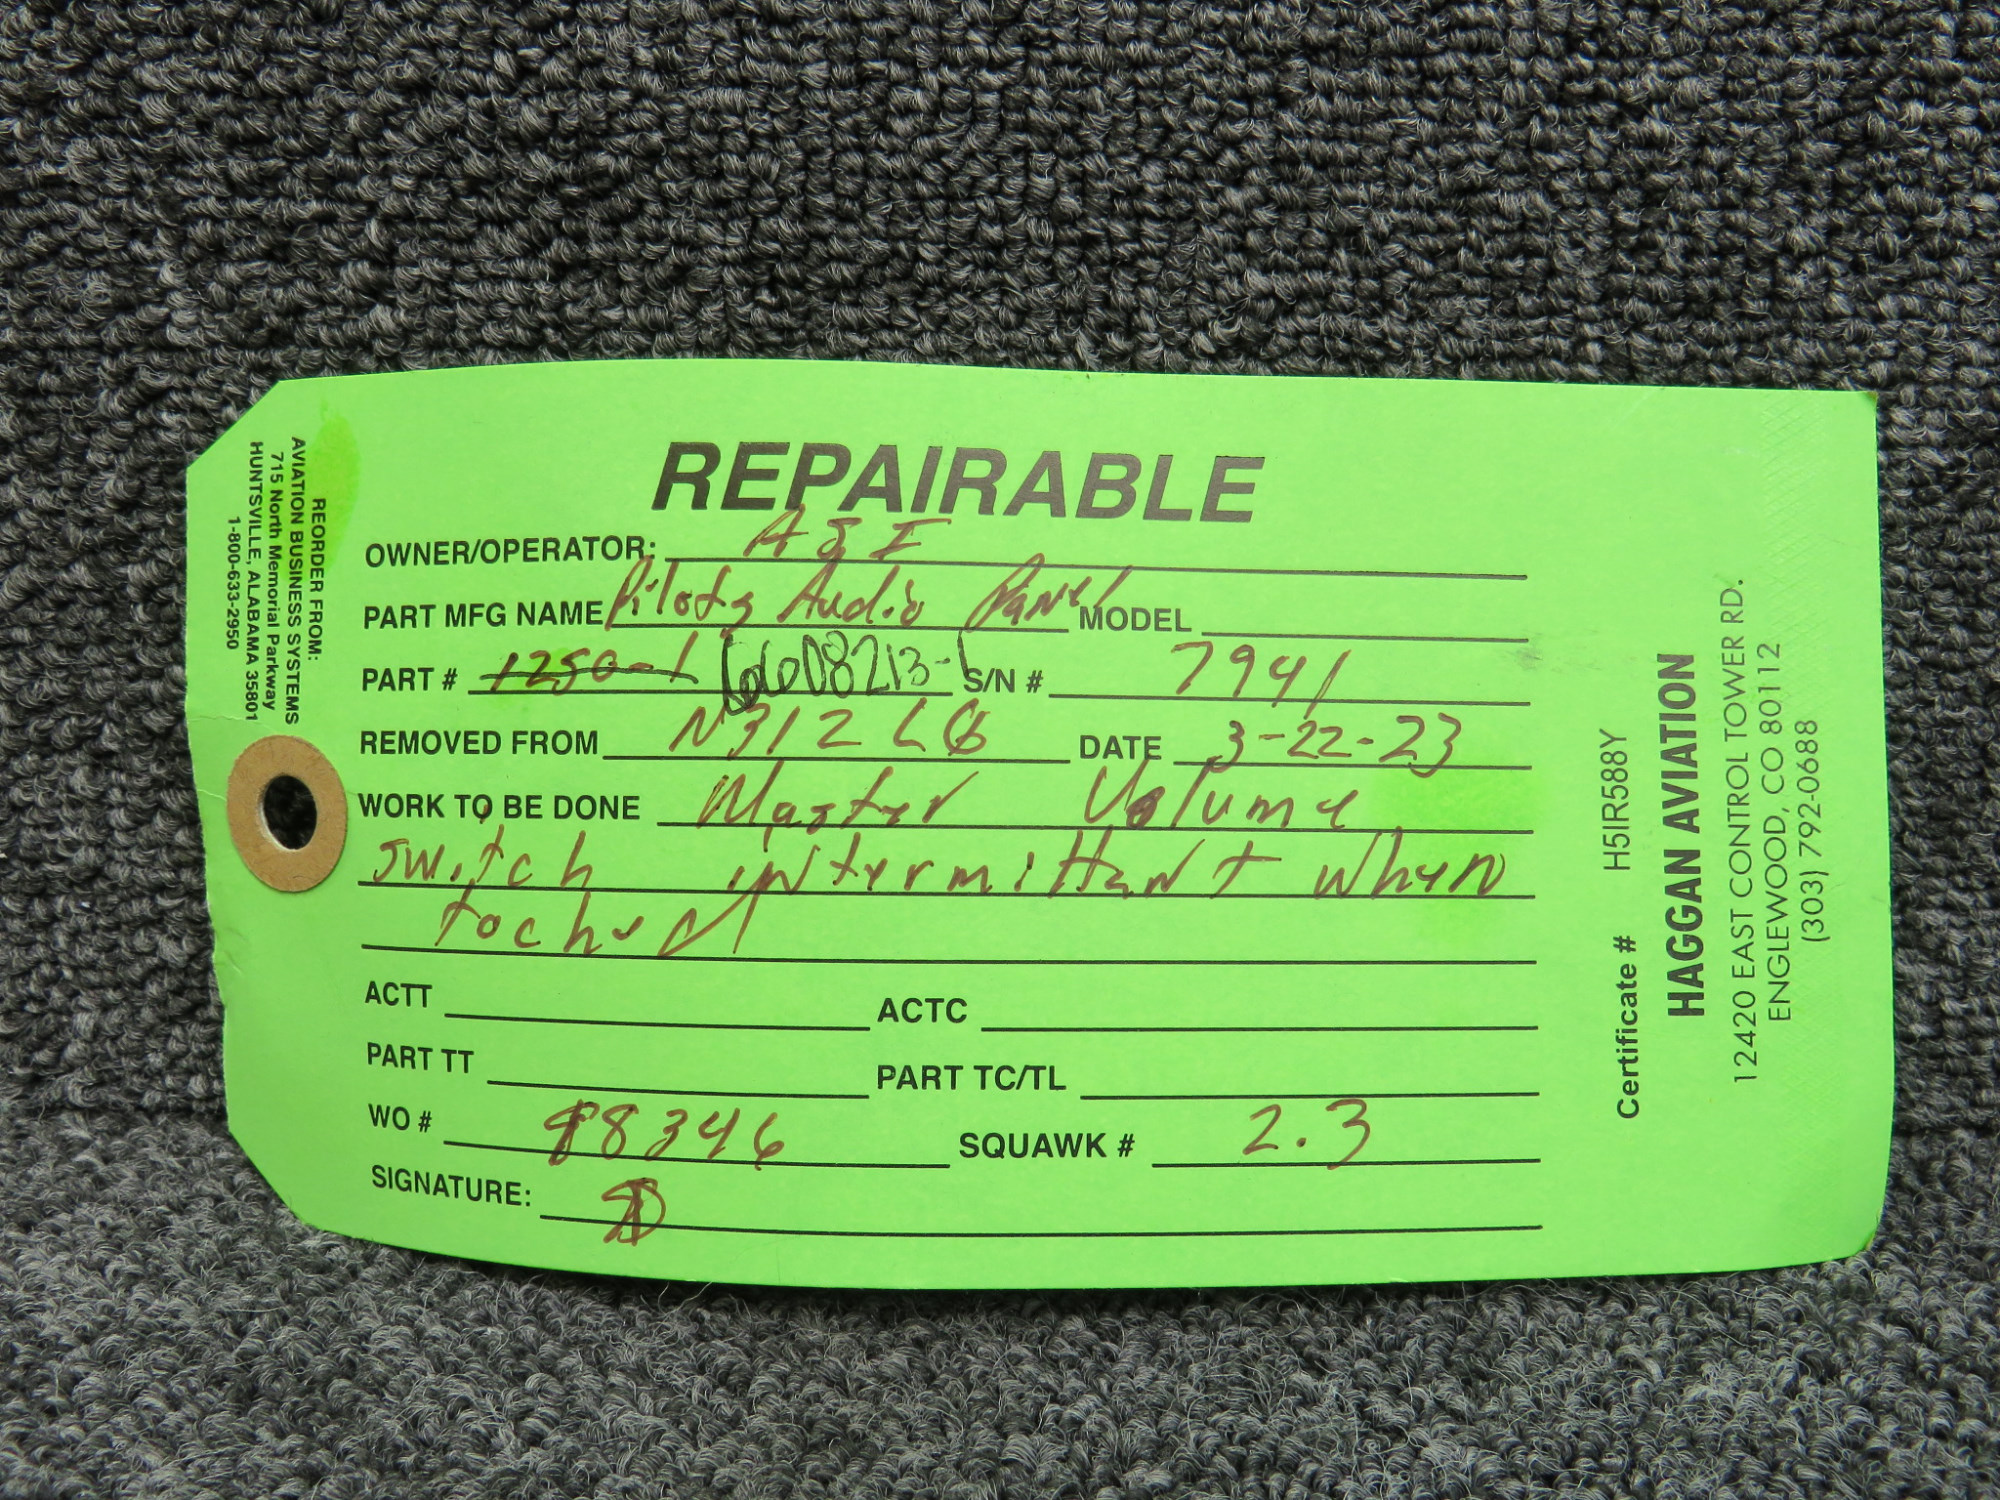 REPAIRABLE
OWNER/OPERATOR: A & I
PART MFG NAME Pilots Audio Panel MODEL
PART # 1250-1 6608213-1 S/N # 7941
REMOVED FROM N312LG DATE 3-22-23
WORK TO BE DONE Master Volume
switch intermittant when
toched
ACTT ACTC
PART TT PART TC/TL
WO # 88346 SQUAWK # 2.3
SIGNATURE:
REORDER FROM:
AVIATION BUSINESS SYSTEMS
715 North Memorial Parkway
HUNTSVILLE, ALABAMA 35801
1-800-633-2950
Certificate # H5IR588Y
HAGGAN AVIATION
12420 EAST CONTROL TOWER RD.
ENGLEWOOD, CO 80112
(303) 792-0688